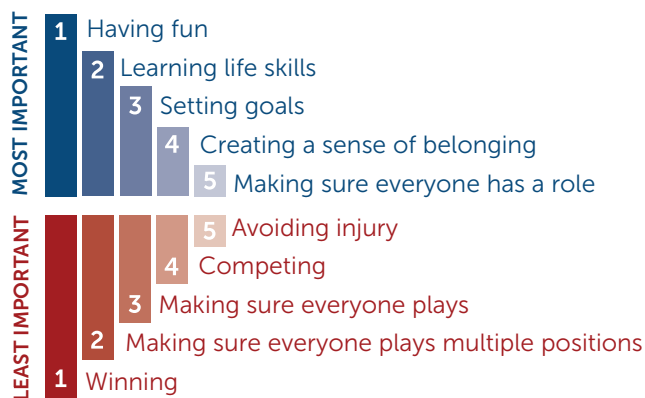 MOST IMPORTANT
1 Having fun
2 Learning life skills
3 Setting goals
4 Creating a sense of belonging
5 Making sure everyone has a role
LEAST IMPORTANT
5 Avoiding injury
4 Competing
3 Making sure everyone plays
2 Making sure everyone plays multiple positions
1 Winning